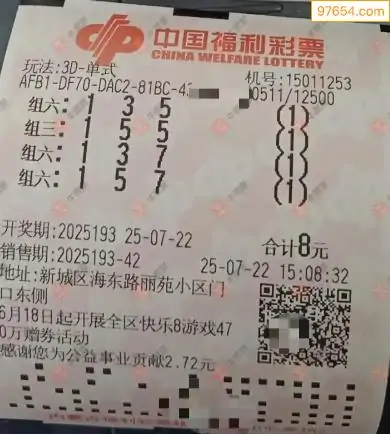 97654.com
中国福利彩票
CHINA WELFARE LOTTERY
玩法:3D-单式
机号:15011253
AFB1-DF70-DAC2-81BC-4
0511/12500
组六: 1 3 5 (1)
组三: 1 5 5 (1)
组六: 1 3 7 (1)
组六: 1 5 7 (1)
开奖期:2025193 25-07-22
合计8元
销售期:2025193-42 25-07-22 15:08:32
地址:新城区海东路丽苑小区门
口东侧
6月18日起开展全区快乐8游戏47
0万赠券活动
感谢您为公益事业贡献2.72元